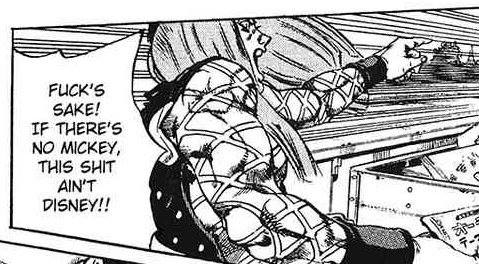 FUCK'S
SAKE!
IF THERE'S
NO MICKEY,
THIS SHIT
AIN'T
DISNEY!!